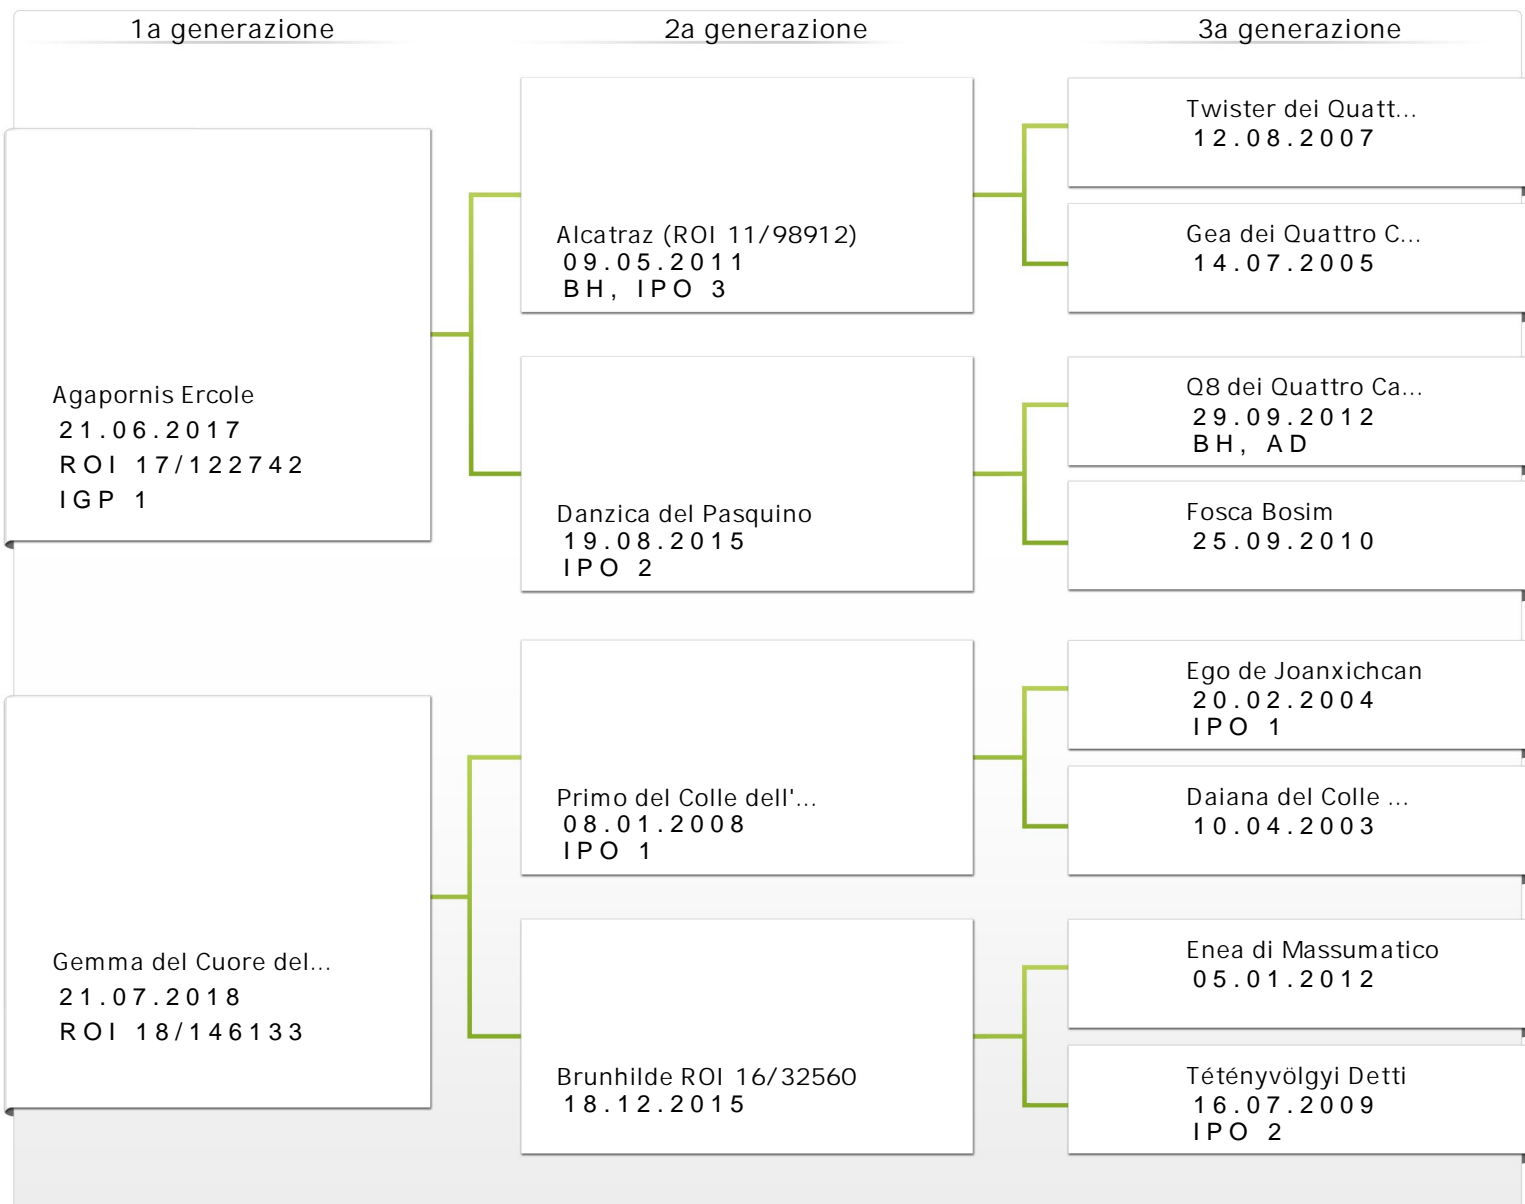 1a generazione
2a generazione
3a generazione
Agapornis Ercole
21.06.2017
ROI 17/122742
IGP 1
Gemma del Cuore del...
21.07.2018
ROI 18/146133
Alcatraz (ROI 11/98912)
09.05.2011
BH, IPO 3
Danzica del Pasquino
19.08.2015
IPO 2
Primo del Colle dell'...
08.01.2008
IPO 1
Brunhilde ROI 16/32560
18.12.2015
Twister dei Quatt...
12.08.2007
Gea dei Quattro C...
14.07.2005
Q8 dei Quattro Ca...
29.09.2012
BH, AD
Fosca Bosim
25.09.2010
Ego de Joanxichcan
20.02.2004
IPO 1
Daiana del Colle ...
10.04.2003
Enea di Massumatico
05.01.2012
Tétényvölgyi Detti
16.07.2009
IPO 2